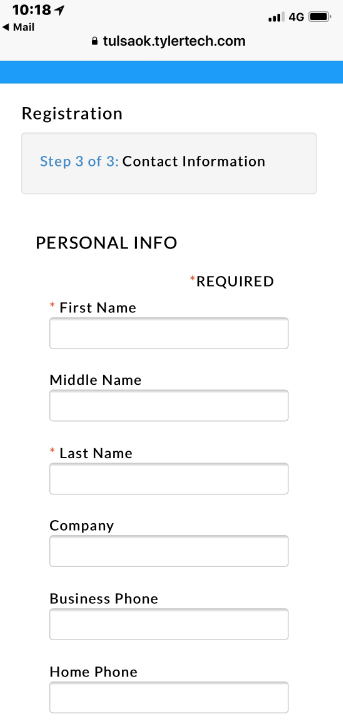 10:18
4G
Mail
tulsaok.tylertech.com
Registration
Step 3 of 3: Contact Information
PERSONAL INFO
*REQUIRED
* First Name
Middle Name
* Last Name
Company
Business Phone
Home Phone